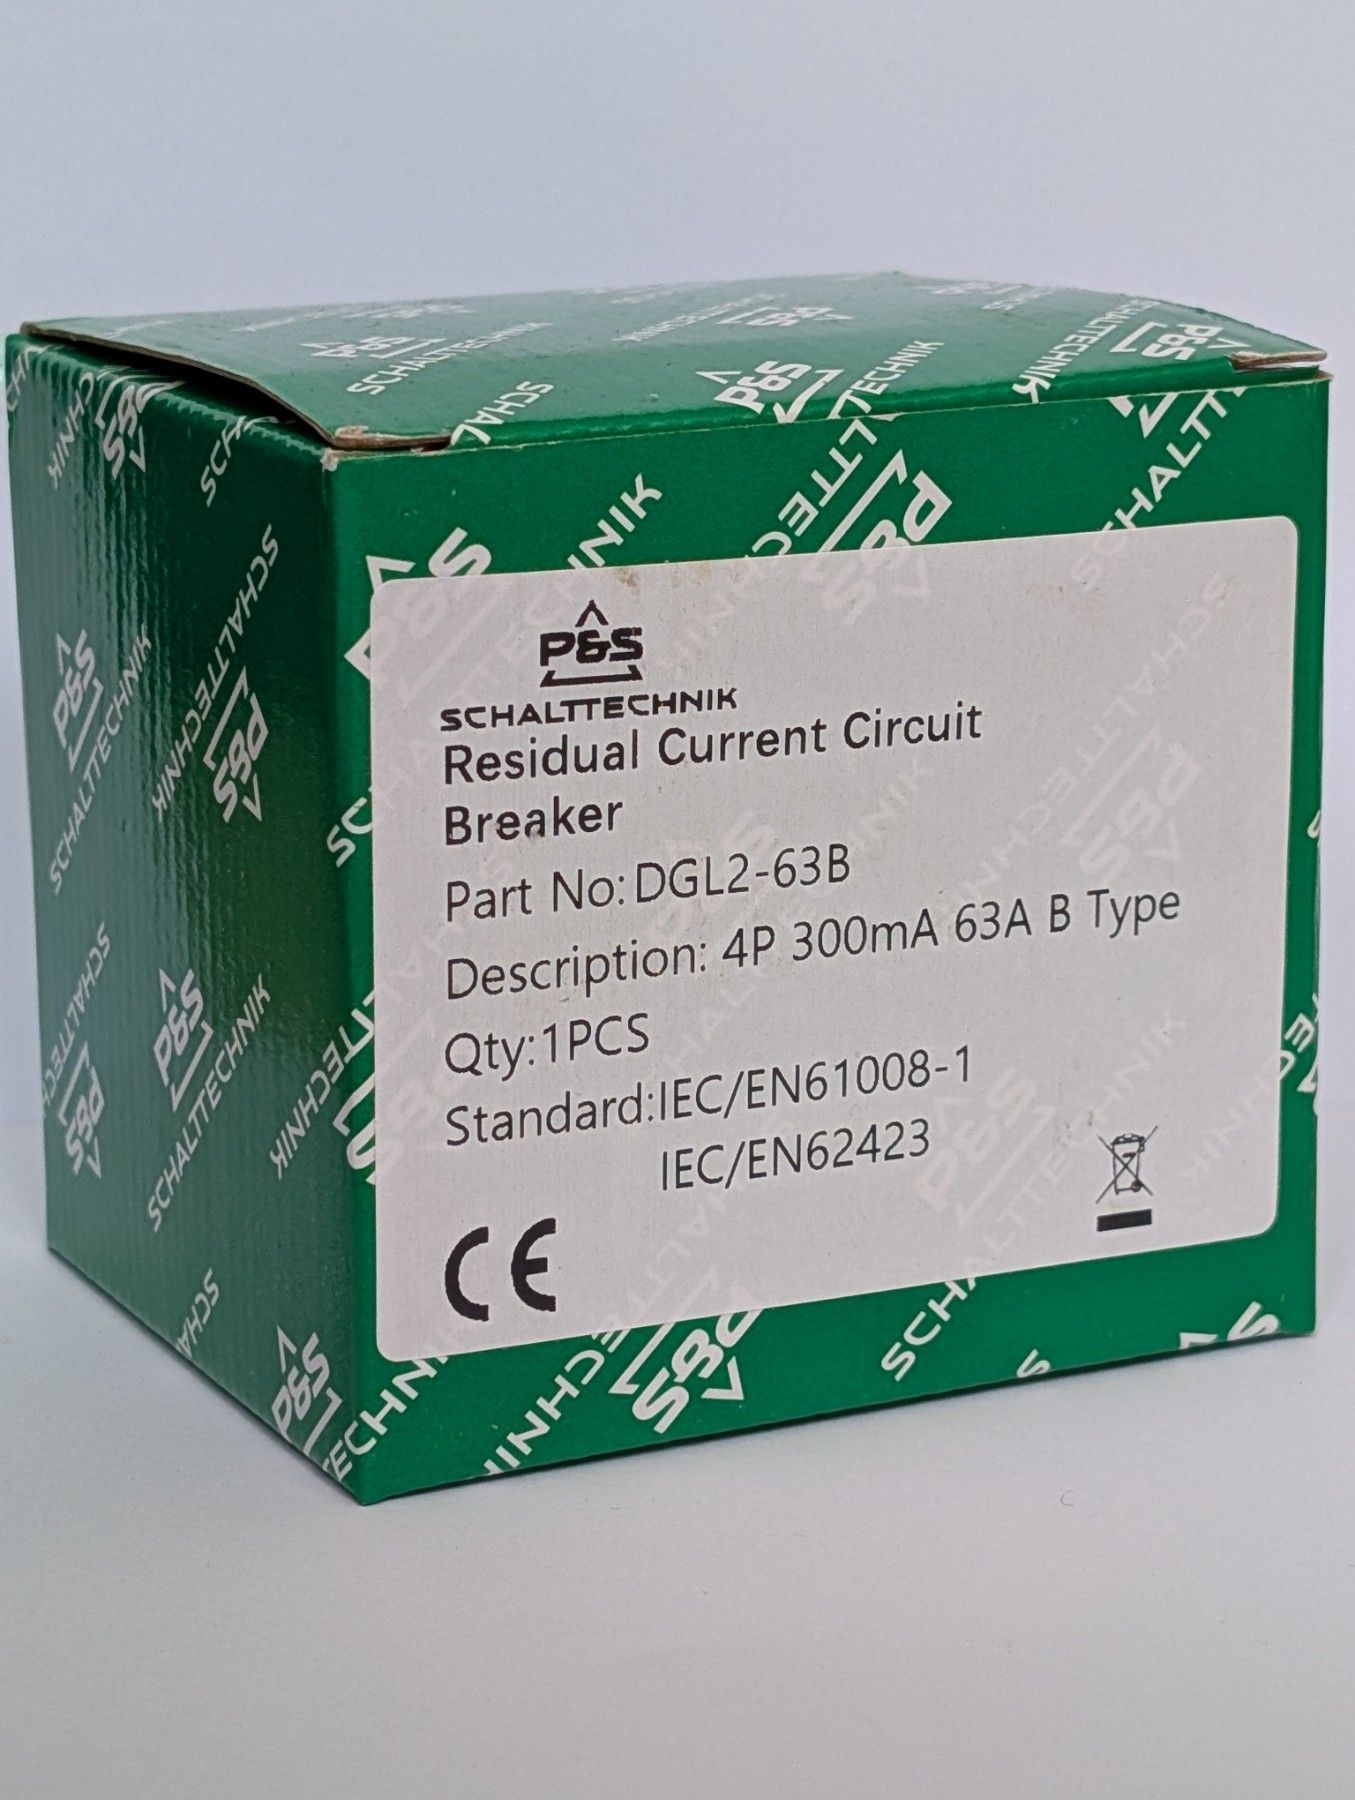 P&S
SCHALTTECHNIK
Residual Current Circuit
Breaker
Part No:DGL2-63B
Description: 4P 300mA 63A B Type
Qty:1PCS
Standard:IEC/EN61008-1
IEC/EN62423
CE